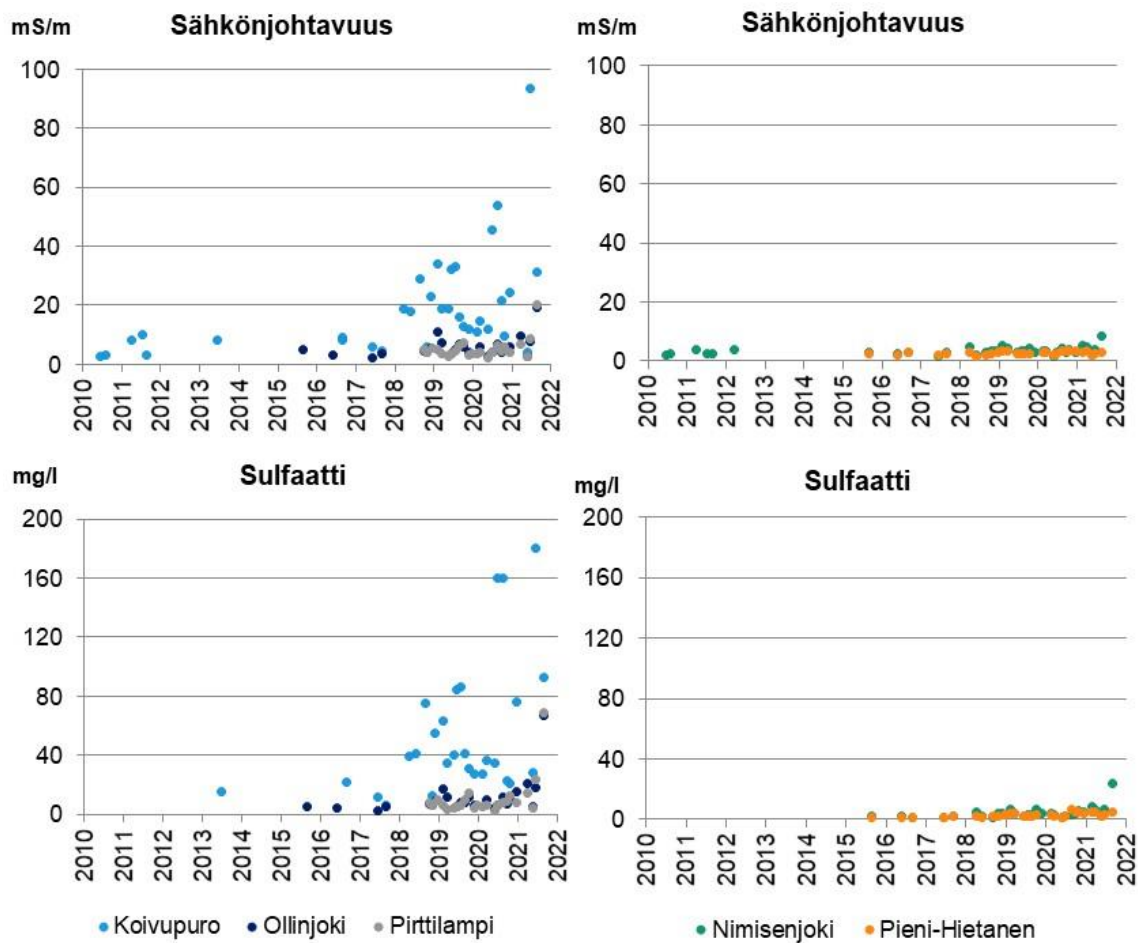 mS/m Sähkönjohtavuus
100
80
60
40
20
0
2010 2011 2012 2013 2014 2015 2016 2017 2018 2019 2020 2021 2022
mS/m Sähkönjohtavuus
100
80
60
40
20
0
2010 2011 2012 2013 2014 2015 2016 2017 2018 2019 2020 2021 2022
mg/l Sulfaatti
200
160
120
80
40
0
2010 2011 2012 2013 2014 2015 2016 2017 2018 2019 2020 2021 2022
Koivupuro Ollinjoki Pirttilampi
mg/l Sulfaatti
200
160
120
80
40
0
2010 2011 2012 2013 2014 2015 2016 2017 2018 2019 2020 2021 2022
Nimisenjoki Pieni-Hietanen